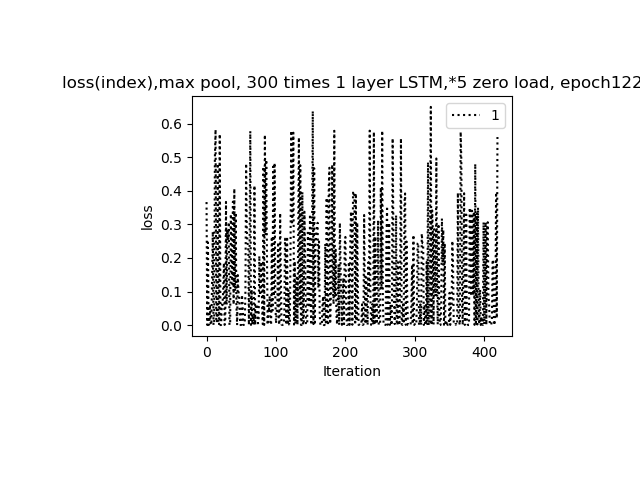 loss(index),max pool, 300 times 1 layer LSTM,*5 zero load, epoch122
1
0.6
0.5
0.4
0.3
0.2
0.1
0.0
loss
0 100 200 300 400
Iteration